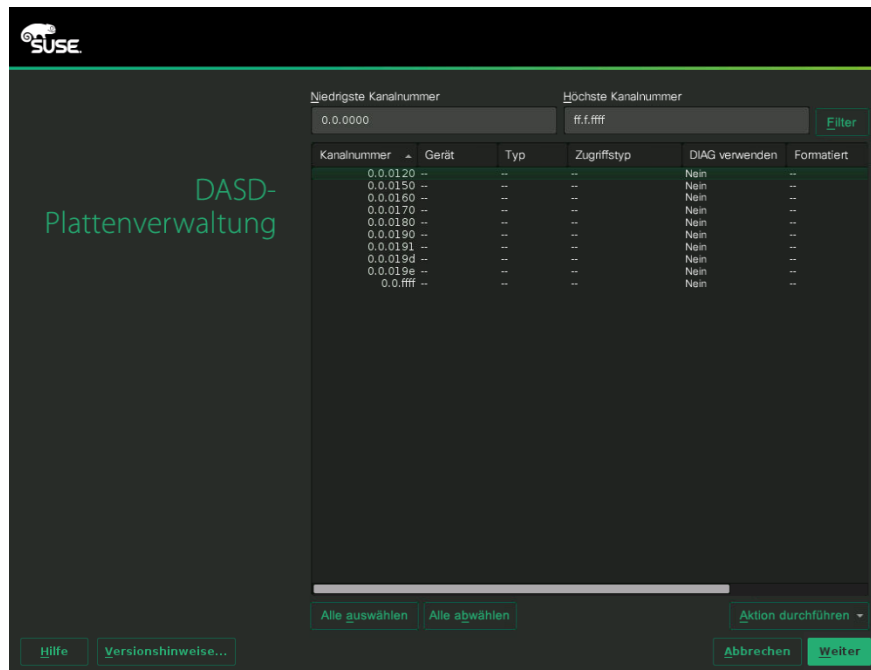 SUSE.
Niedrigste Kanalnummer Höchste Kanalnummer
0.0.0000 ff.f.ffff Filter
DASD-
Plattenverwaltung
Kanalnummer Gerät Typ Zugriffstyp DIAG verwenden Formatiert
0.0.0120 -- -- -- Nein --
0.0.0150 -- -- -- Nein --
0.0.0160 -- -- -- Nein --
0.0.0170 -- -- -- Nein --
0.0.0180 -- -- -- Nein --
0.0.0190 -- -- -- Nein --
0.0.0191 -- -- -- Nein --
0.0.019d -- -- -- Nein --
0.0.019e -- -- -- Nein --
0.0.ffff -- -- -- Nein --
Alle auswählen Alle abwählen Aktion durchführen
Hilfe Versionshinweise... Abbrechen Weiter